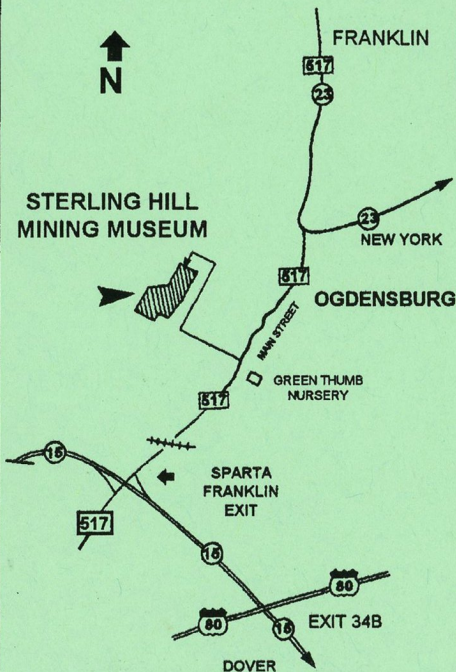 FRANKLIN
517
23
N
STERLING HILL
MINING MUSEUM
23
NEW YORK
517
OGDENSBURG
MAIN STREET
GREEN THUMB
NURSERY
517
15
SPARTA
FRANKLIN
EXIT
517
15
80
80
EXIT 34B
15
DOVER